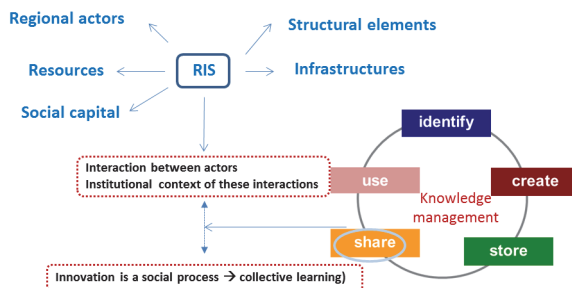 Regional actors
Structural elements
Resources
RIS
Infrastructures
Social capital
identify
Interaction between actors
Institutional context of these interactions
use
create
Knowledge
management
share
store
Innovation is a social process → collective learning)